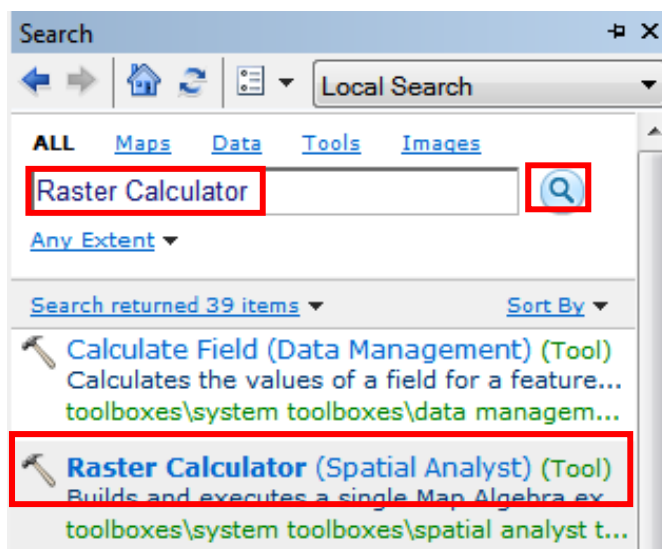 Search
Local Search
ALL Maps Data Tools Images
Raster Calculator
Any Extent
Search returned 39 items Sort By
Calculate Field (Data Management) (Tool)
Calculates the values of a field for a feature...
toolboxes\system toolboxes\data managem...
Raster Calculator (Spatial Analyst) (Tool)
Builds and executes a single Map Algebra ex
toolboxes\system toolboxes\spatial analyst t...